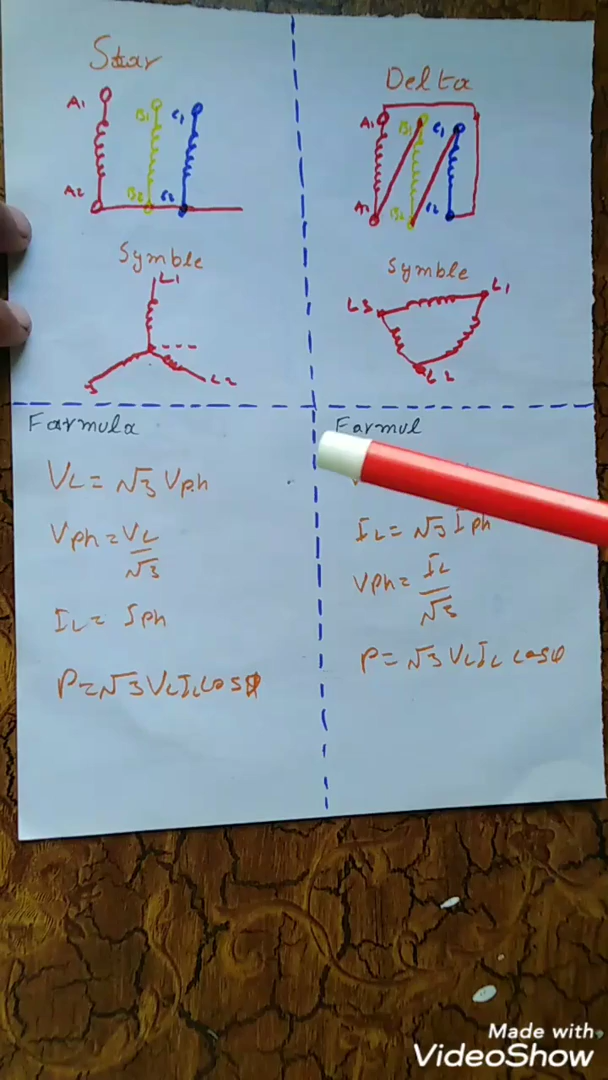 Star
A1
B1
C1
A2
B2
C2
Symble
L1
L2
Farmula
VL = √3 Vph
Vph = VL/√3
IL = Iph
P = √3 VL IL cosφ
Delta
A1
B1
C1
A2
B2
C2
Symble
L3
L1
L2
Farmul
IL = √3 Iph
Vph = IL/√3
P = √3 VL IL cosφ
Made with
VideoShow